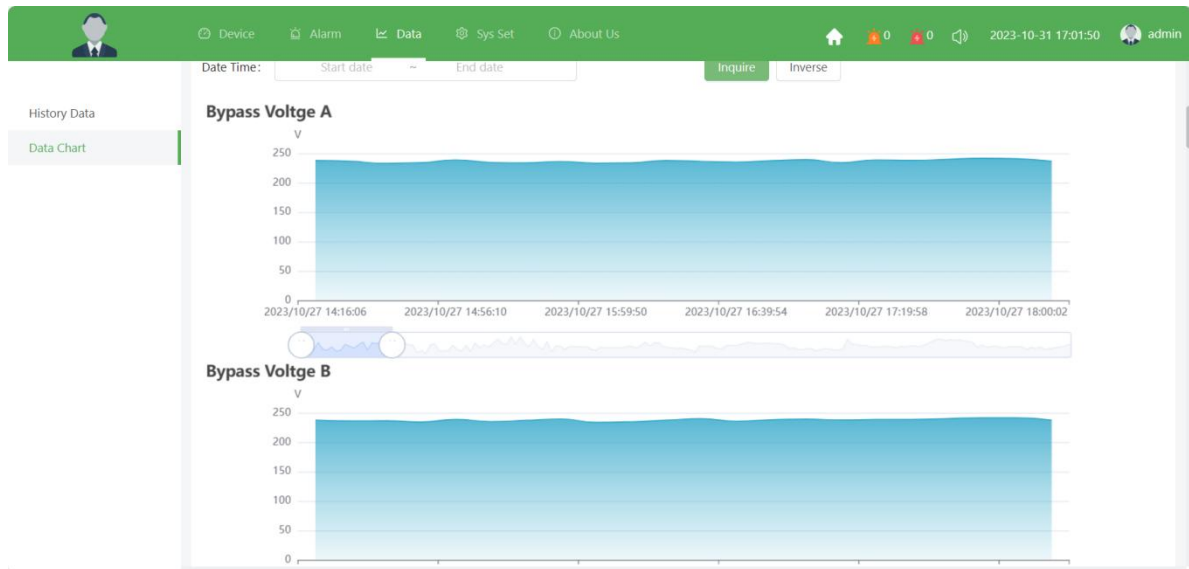 Device Alarm Data Sys Set About Us 0 0 2023-10-31 17:01:50 admin
Date Time: Start date ~ End date Inquire Inverse
History Data
Data Chart
Bypass Voltge A
V
250
200
150
100
50
0
2023/10/27 14:16:06 2023/10/27 14:56:10 2023/10/27 15:59:50 2023/10/27 16:39:54 2023/10/27 17:19:58 2023/10/27 18:00:02
Bypass Voltge B
V
250
200
150
100
50
0